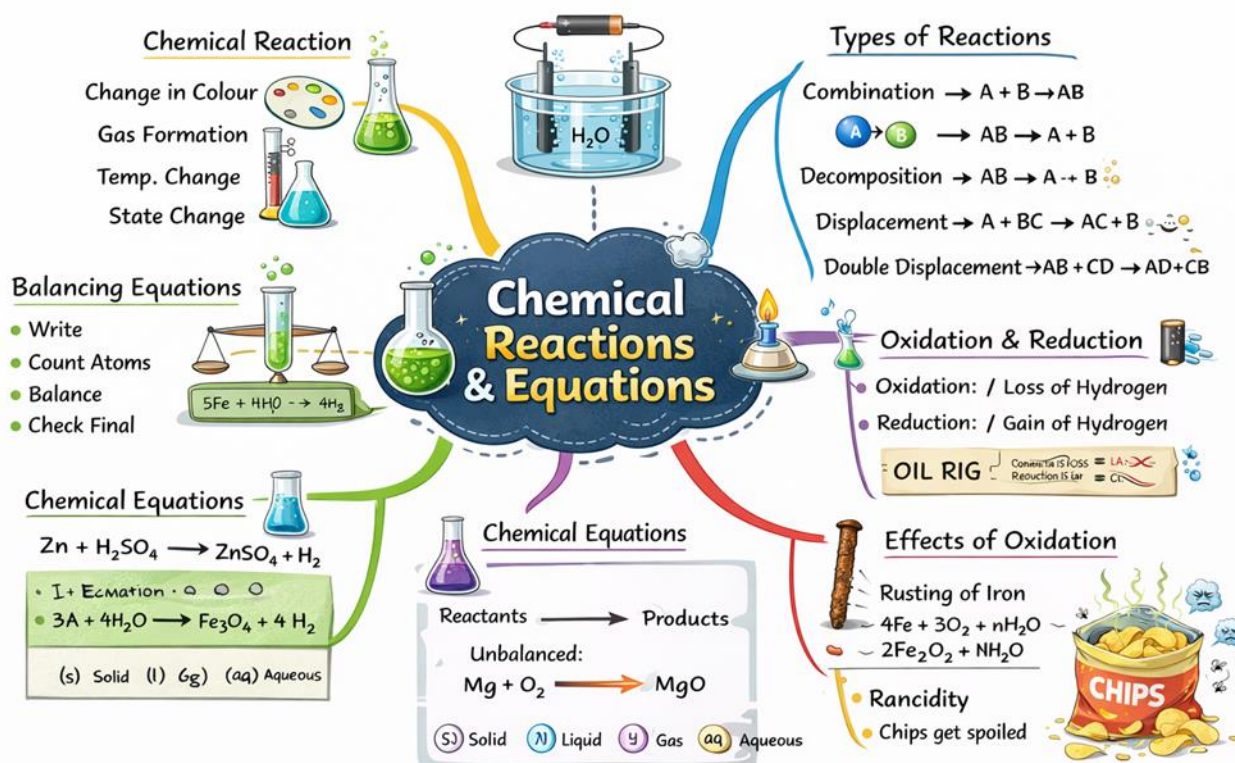 Chemical Reaction
Change in Colour
Gas Formation
Temp. Change
State Change
H₂O
Types of Reactions
Combination → A + B → AB
A → B → AB → A + B
Decomposition → AB → A -+ B
Displacement → A + BC → AC + B
Double Displacement → AB + CD → AD + CB
Chemical
Reactions
& Equations
Balancing Equations
• Write
• Count Atoms
• Balance
• Check Final
5Fe + 4H₂O --→ 4H₂
Oxidation & Reduction
• Oxidation: / Loss of Hydrogen
• Reduction: / Gain of Hydrogen
OIL RIG
Chemical Equations
Zn + H₂SO₄ → ZnSO₄ + H₂
• 3A + 4H₂O → Fe₃O₄ + 4 H₂
(s) Solid (l) (aq) Aqueous
Chemical Equations
Reactants → Products
Unbalanced:
Mg + O₂ → MgO
Solid Liquid Gas aq Aqueous
Effects of Oxidation
Rusting of Iron
~ 4Fe + 3O₂ + nH₂O ~
~ 2Fe₂O₂ + NH₂O
• Rancidity
• Chips get spoiled
CHIPS